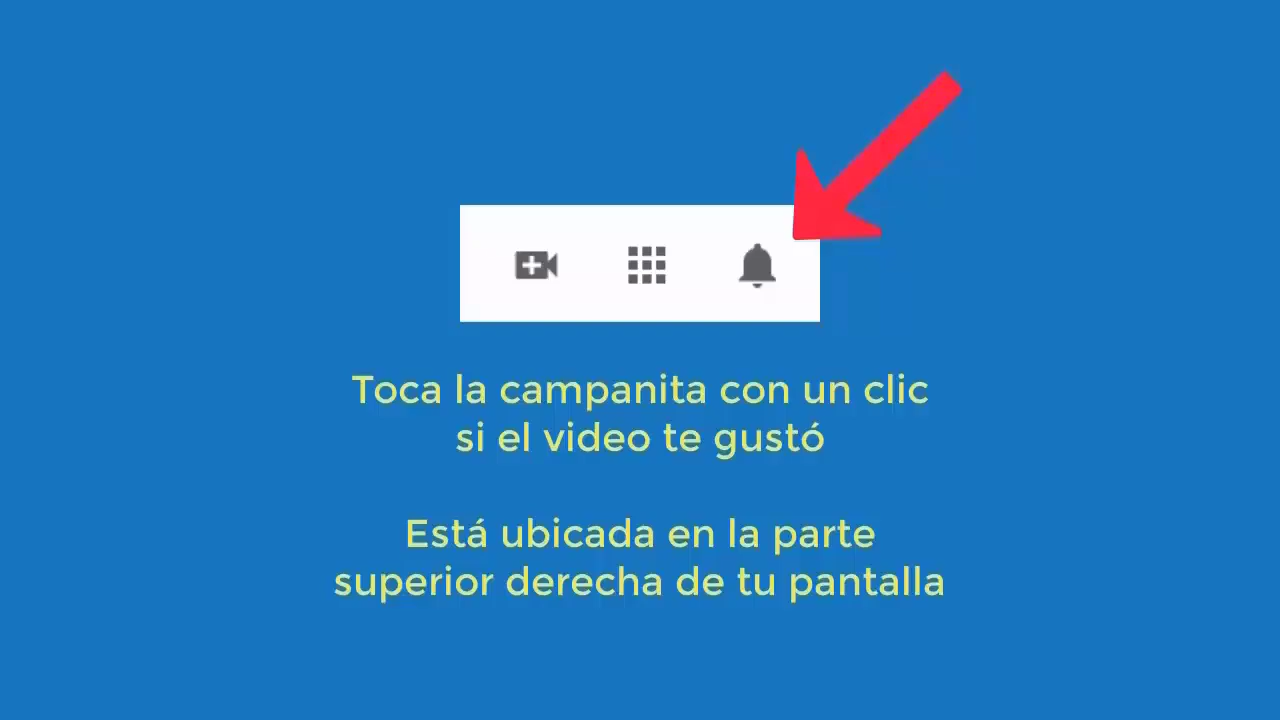 Toca la campanita con un clic
si el video te gustó
Está ubicada en la parte
superior derecha de tu pantalla